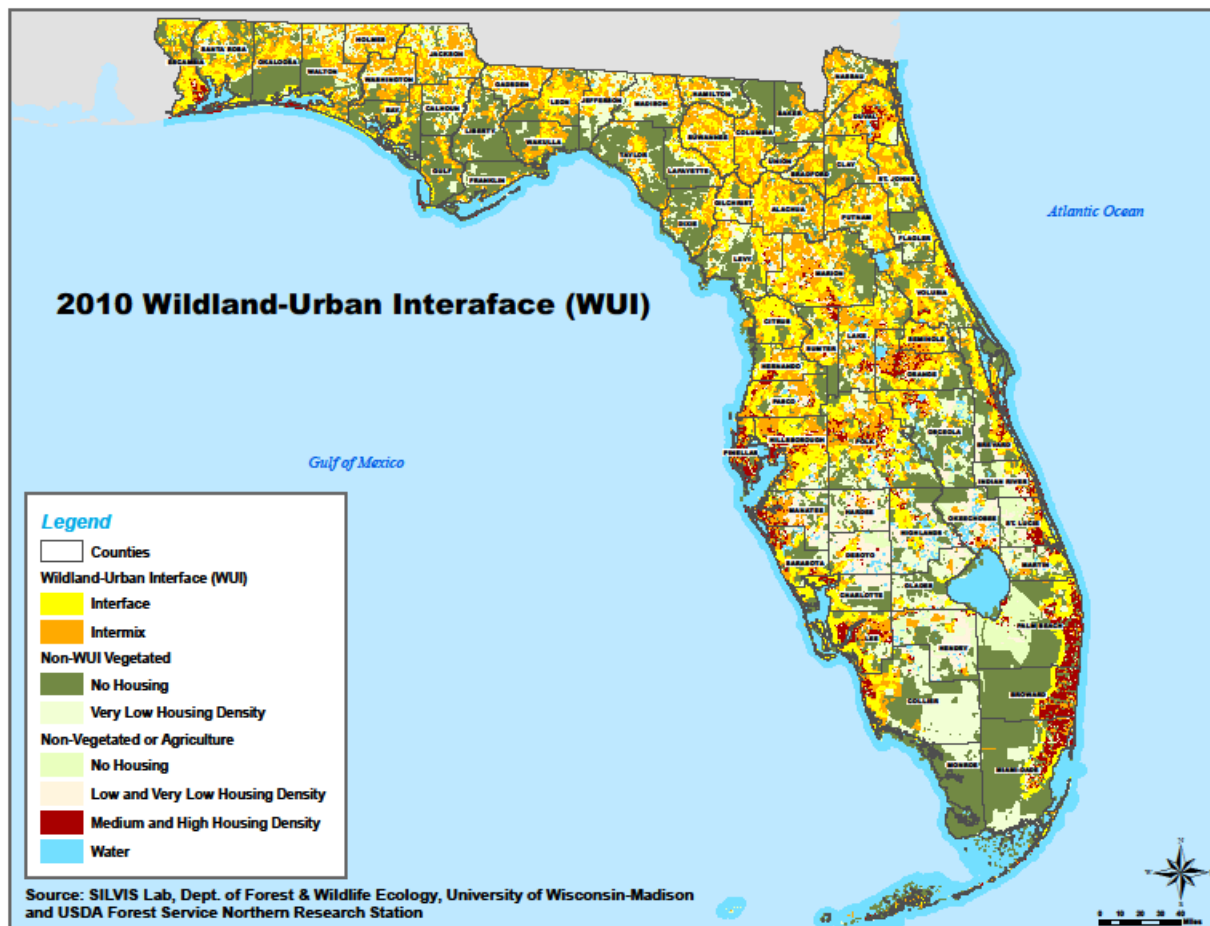 HOLMES
SANTA ROSA
JACKSON
ESCAMBIA
OKALOOSA
WALTON
NASSAU
WASHINGTON
GADSDEN
HAMILTON
LEON
JEFFERSON
MADISON
BAY
CALHOUN
BAKER
DUVAL
LIBERTY
COLUMBIA
SUWANNEE
WAKULLA
TAYLOR
UNION
CLAY
GULF
LAFAYETTE
BRADFORD
FRANKLIN
ST. JOHNS
GILCHRIST
ALACHUA
PUTNAM
Atlantic Ocean
DIXIE
FLAGLER
LEVY
MARION
2010 Wildland-Urban Interaface (WUI)
VOLUSIA
CITRUS
LAKE
SUMTER
SEMINOLE
HERNANDO
ORANGE
PASCO
OSCEOLA
HILLSBOROUGH
POLK
BREVARD
PINELLAS
Gulf of Mexico
INDIAN RIVER
MANATEE
HARDEE
OKEECHOBEE
ST. LUCIE
HIGHLANDS
DESOTO
SARASOTA
MARTIN
GLADES
CHARLOTTE
PALM BEACH
LEE
HENDRY
BROWARD
COLLIER
MONROE
MIAMI-DADE
Legend
Counties
Wildland-Urban Interface (WUI)
Interface
Intermix
Non-WUI Vegetated
No Housing
Very Low Housing Density
Non-Vegetated or Agriculture
No Housing
Low and Very Low Housing Density
Medium and High Housing Density
Water
Source: SILVIS Lab, Dept. of Forest & Wildlife Ecology, University of Wisconsin-Madison
and USDA Forest Service Northern Research Station
N
0 10 20 30 40
Miles